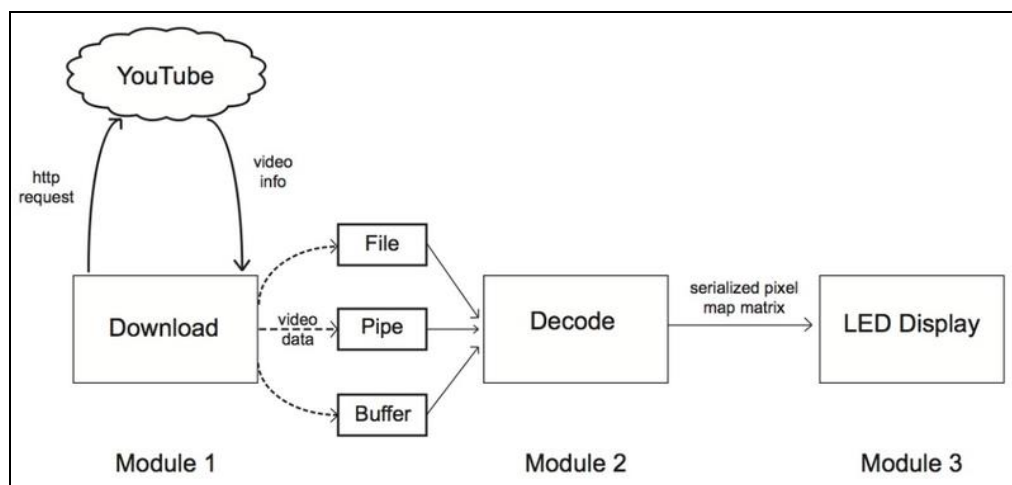 YouTube
http
request
video
info
File
Download
video
data
Pipe
Buffer
Decode
serialized pixel
map matrix
LED Display
Module 1
Module 2
Module 3